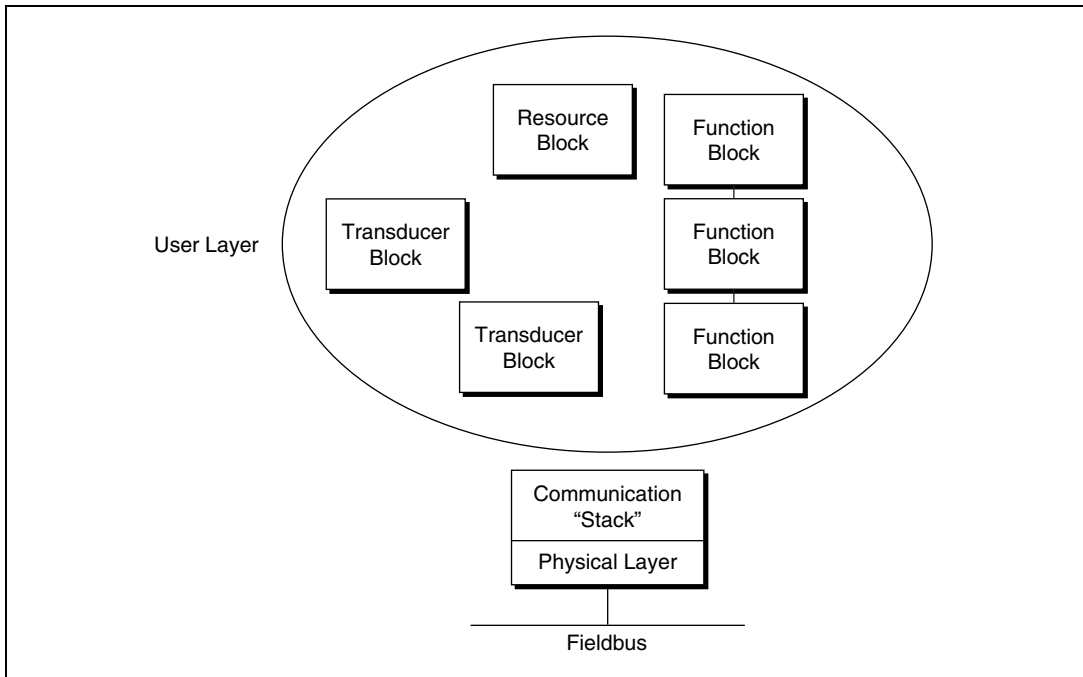 Resource
Block
Function
Block
User Layer
Transducer
Block
Function
Block
Transducer
Block
Function
Block
Communication
“Stack”
Physical Layer
Fieldbus